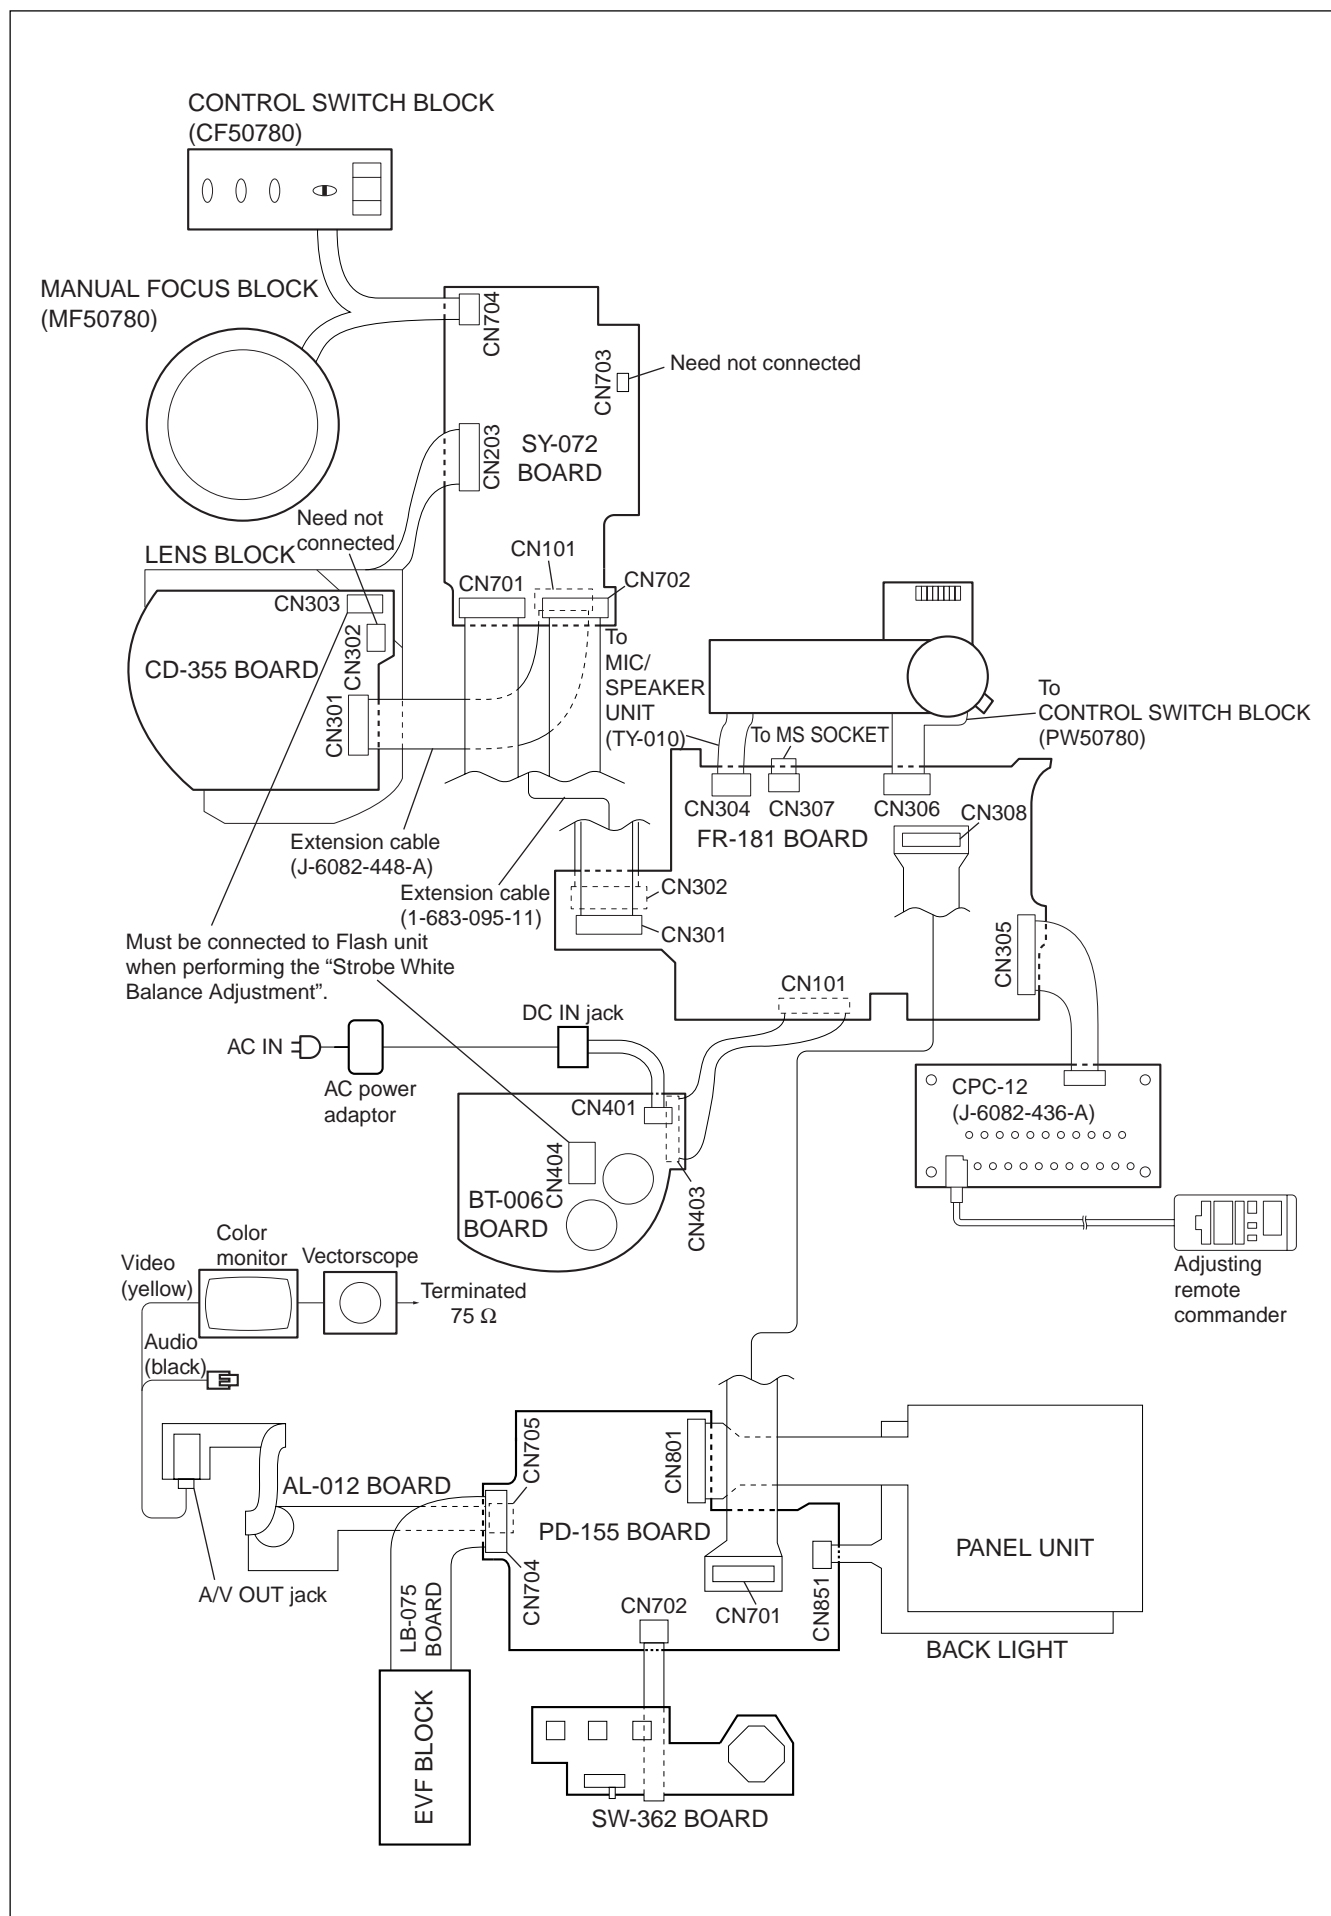 CONTROL SWITCH BLOCK
(CF50780)
MANUAL FOCUS BLOCK
(MF50780)
CN704
CN703
Need not connected
CN203
SY-072
BOARD
Need not
connected
LENS BLOCK
CN101
CN701
CN702
CN303
CN302
CD-355 BOARD
CN301
To
MIC/
SPEAKER
UNIT
(TY-010)
To MS SOCKET
To
CONTROL SWITCH BLOCK
(PW50780)
CN304
CN307
CN306
CN308
FR-181 BOARD
Extension cable
(J-6082-448-A)
Extension cable
(1-683-095-11)
CN302
CN301
CN305
Must be connected to Flash unit
when performing the “Strobe White
Balance Adjustment”.
CN101
DC IN jack
AC IN
AC power
adaptor
CN401
CN404
CN403
BT-006
BOARD
CPC-12
(J-6082-436-A)
Adjusting
remote
commander
Video
(yellow)
Color
monitor
Vectorscope
Terminated
75 Ω
Audio
(black)
CN705
CN801
AL-012 BOARD
PD-155 BOARD
PANEL UNIT
A/V OUT jack
LB-075
BOARD
CN704
CN702
CN701
CN851
BACK LIGHT
EVF BLOCK
SW-362 BOARD